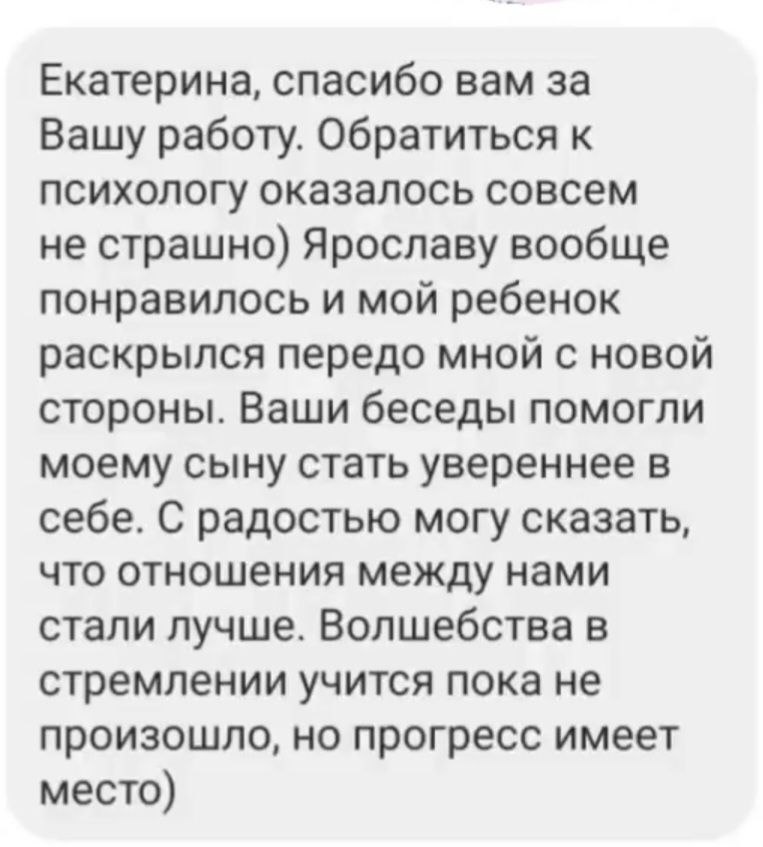 Екатерина, спасибо вам за
Вашу работу. Обратиться к
психологу оказалось совсем
не страшно) Ярославу вообще
понравилось и мой ребенок
раскрылся передо мной с новой
стороны. Ваши беседы помогли
моему сыну стать увереннее в
себе. С радостью могу сказать,
что отношения между нами
стали лучше. Волшебства в
стремлении учится пока не
произошло, но прогресс имеет
место)